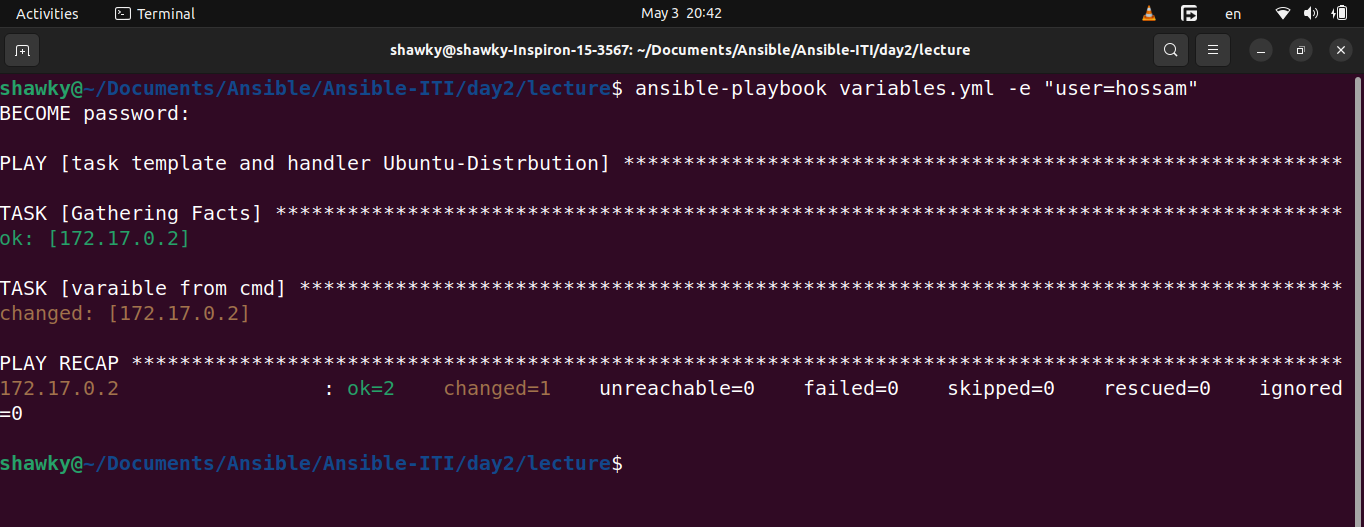 Activities Terminal May 3 20:42 en
shawky@shawky-Inspiron-15-3567: ~/Documents/Ansible/Ansible-ITI/day2/lecture
shawky@~/Documents/Ansible/Ansible-ITI/day2/lecture$ ansible-playbook variables.yml -e "user=hossam"
BECOME password:
PLAY [task template and handler Ubuntu-Distrbution] ************************************************************
TASK [Gathering Facts] *****************************************************************************************
ok: [172.17.0.2]
TASK [varaible from cmd] ***************************************************************************************
changed: [172.17.0.2]
PLAY RECAP *****************************************************************************************************
172.17.0.2 : ok=2 changed=1 unreachable=0 failed=0 skipped=0 rescued=0 ignored
=0
shawky@~/Documents/Ansible/Ansible-ITI/day2/lecture$